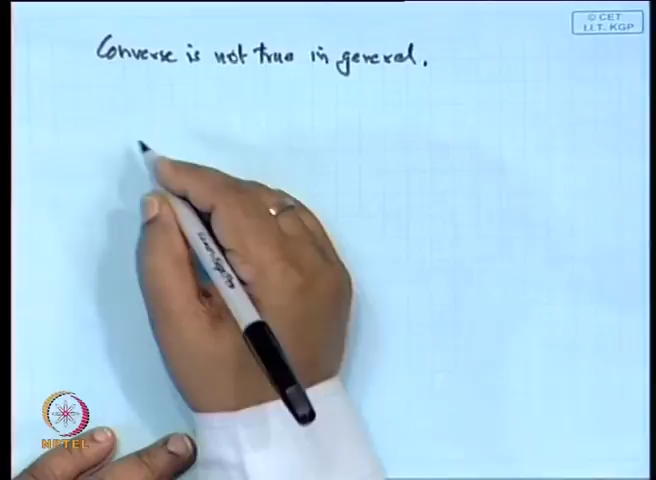 © CET
I.I.T. KGP
Converse is not true in general.
NPTEL